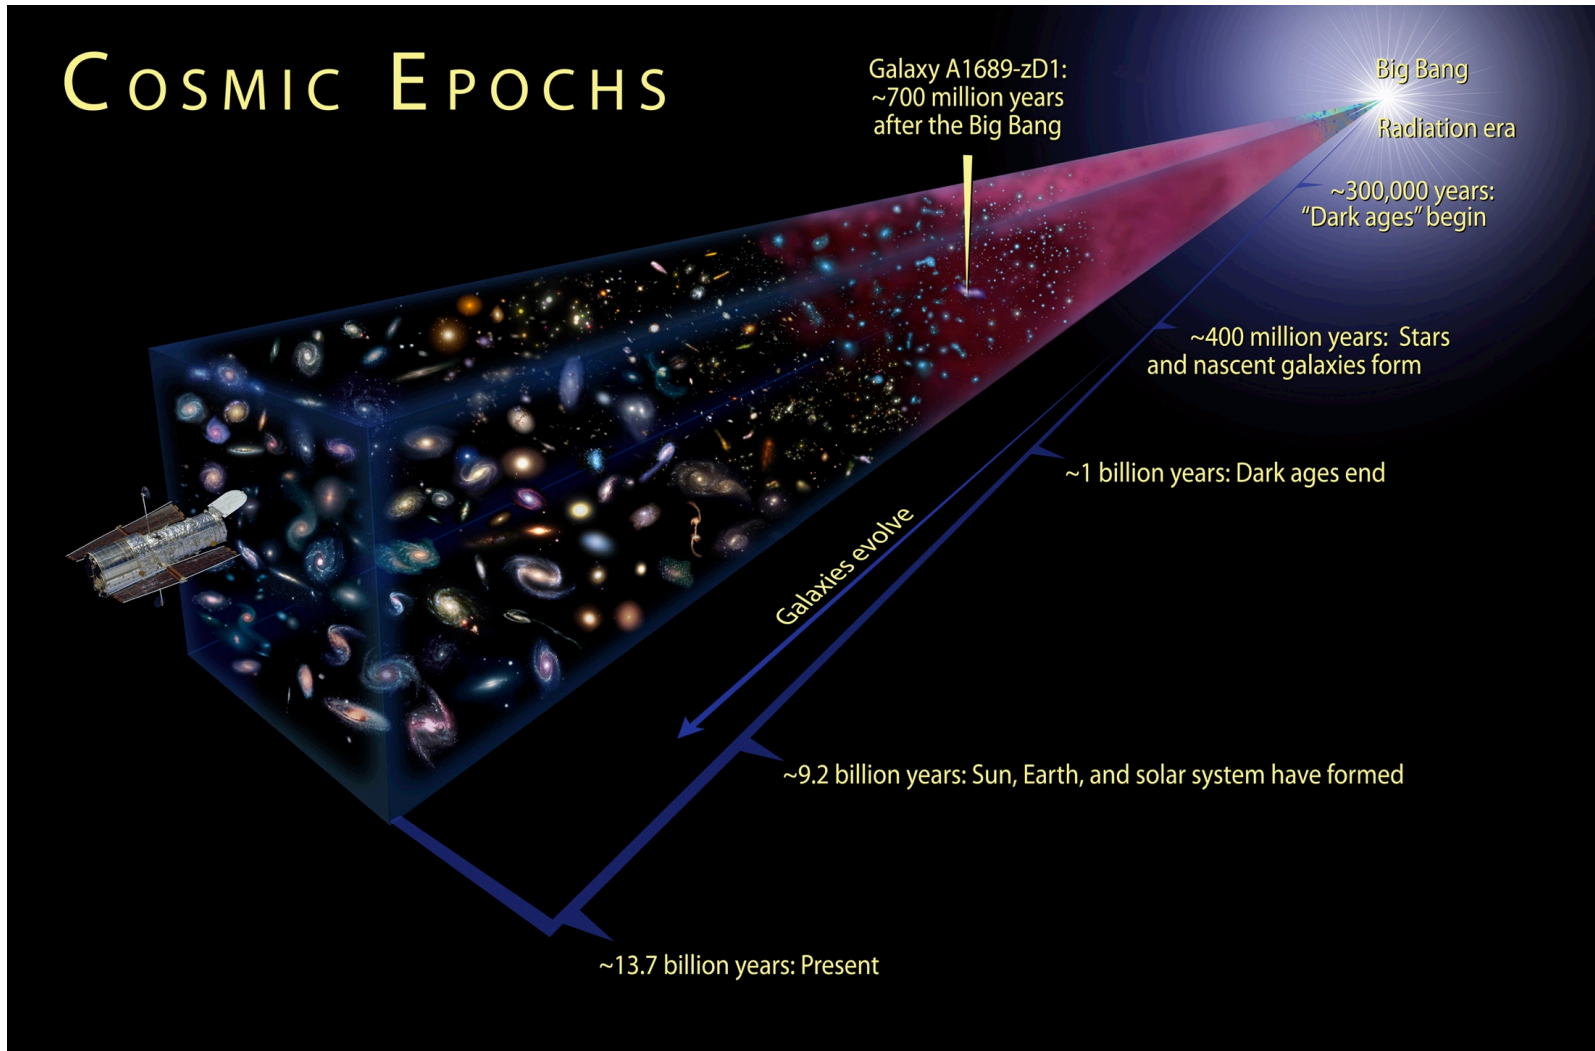 COSMIC EPOCHS
Galaxy A1689-zD1:
~700 million years
after the Big Bang
Big Bang
Radiation era
~300,000 years:
“Dark ages” begin
~400 million years: Stars
and nascent galaxies form
~1 billion years: Dark ages end
Galaxies evolve
~9.2 billion years: Sun, Earth, and solar system have formed
~13.7 billion years: Present